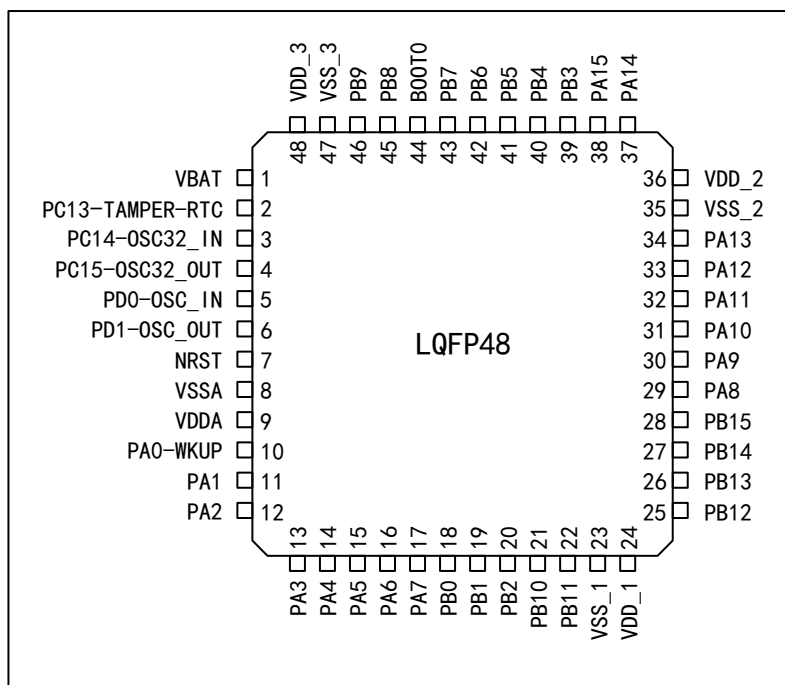 VDD_3 VSS_3 PB9 PB8 BOOT0 PB7 PB6 PB5 PB4 PB3 PA15 PA14
48 47 46 45 44 43 42 41 40 39 38 37
VBAT 1 36 VDD_2
PC13-TAMPER-RTC 2 35 VSS_2
PC14-OSC32_IN 3 34 PA13
PC15-OSC32_OUT 4 33 PA12
PD0-OSC_IN 5 32 PA11
PD1-OSC_OUT 6 31 PA10
NRST 7 LQFP48 30 PA9
VSSA 8 29 PA8
VDDA 9 28 PB15
PA0-WKUP 10 27 PB14
PA1 11 26 PB13
PA2 12 25 PB12
13 14 15 16 17 18 19 20 21 22 23 24
PA3 PA4 PA5 PA6 PA7 PB0 PB1 PB2 PB10 PB11 VSS_1 VDD_1